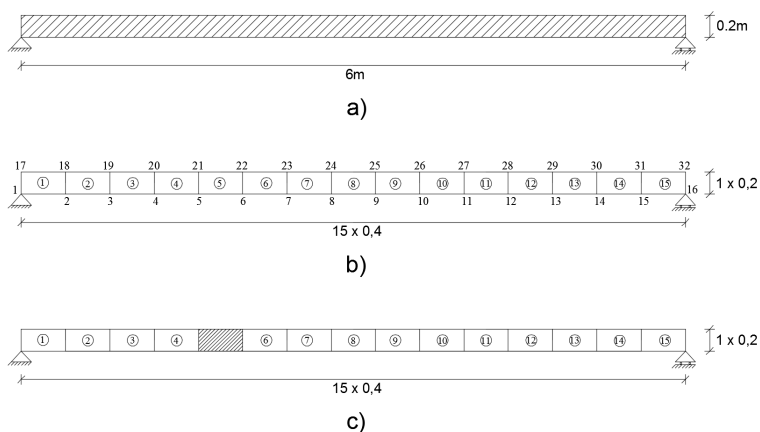 0.2m
6m
a)
17 18 19 20 21 22 23 24 25 26 27 28 29 30 31 32
1 ① ② ③ ④ ⑤ ⑥ ⑦ ⑧ ⑨ ⑩ ⑪ ⑫ ⑬ ⑭ ⑮ 16 1 x 0,2
2 3 4 5 6 7 8 9 10 11 12 13 14 15
15 x 0,4
b)
① ② ③ ④ ⑥ ⑦ ⑧ ⑨ ⑩ ⑪ ⑫ ⑬ ⑭ ⑮ 1 x 0,2
15 x 0,4
c)